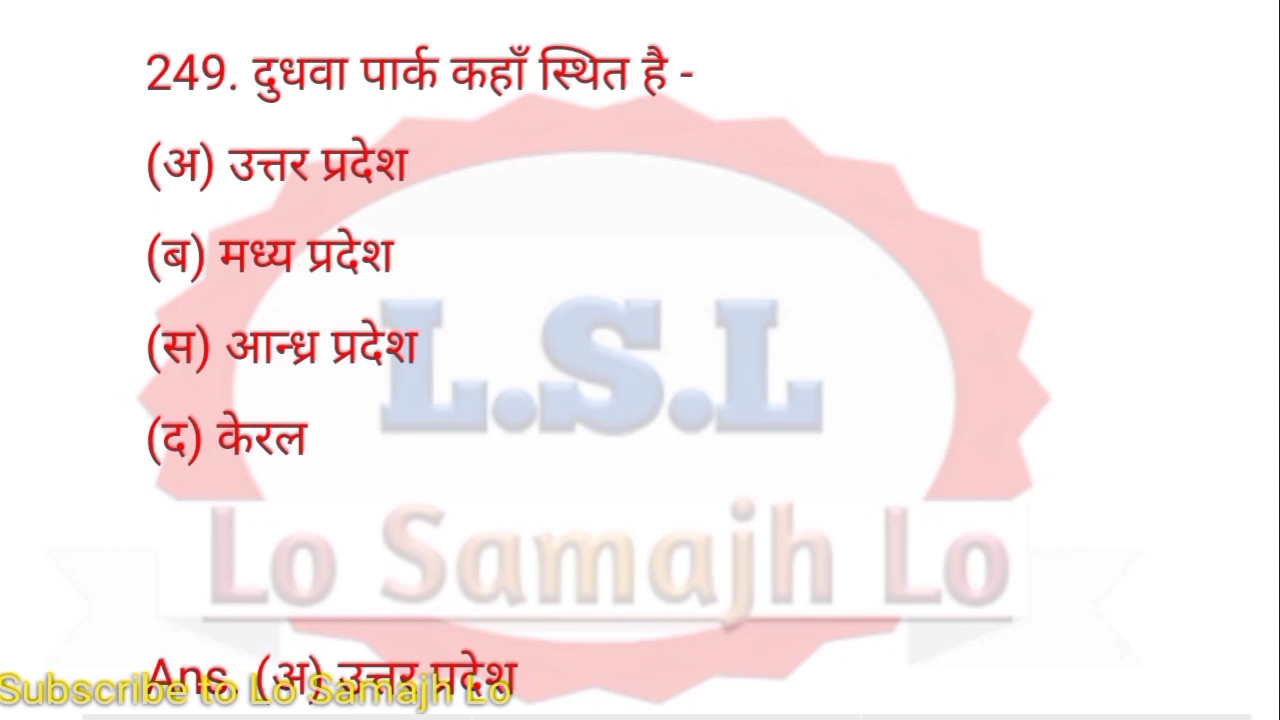 249. दुधवा पार्क कहाँ स्थित है -
(अ) उत्तर प्रदेश
(ब) मध्य प्रदेश
(स) आन्ध्र प्रदेश
(द) केरल
L.S.L
Lo Samajh Lo
Ans. (अ) उत्तर प्रदेश
Subscribe to Lo Samajh Lo